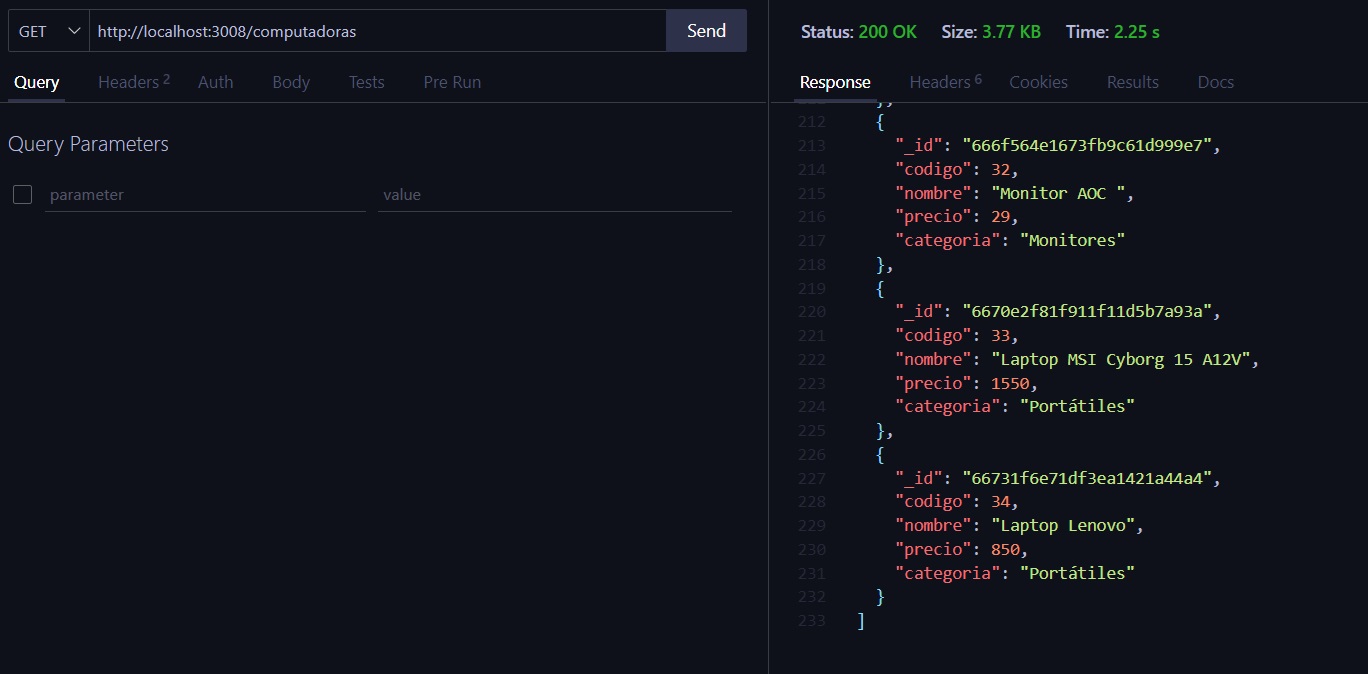 GET http://localhost:3008/computadoras Send
Query Headers 2 Auth Body Tests Pre Run
Query Parameters
parameter value
Status: 200 OK Size: 3.77 KB Time: 2.25 s
Response Headers 6 Cookies Results Docs
212 {
213 "_id": "666f564e1673fb9c61d999e7",
214 "codigo": 32,
215 "nombre": "Monitor AOC ",
216 "precio": 29,
217 "categoria": "Monitores"
218 },
219 {
220 "_id": "6670e2f81f911f11d5b7a93a",
221 "codigo": 33,
222 "nombre": "Laptop MSI Cyborg 15 A12V",
223 "precio": 1550,
224 "categoria": "Portátiles"
225 },
226 {
227 "_id": "66731f6e71df3ea1421a44a4",
228 "codigo": 34,
229 "nombre": "Laptop Lenovo",
230 "precio": 850,
231 "categoria": "Portátiles"
232 }
233 ]